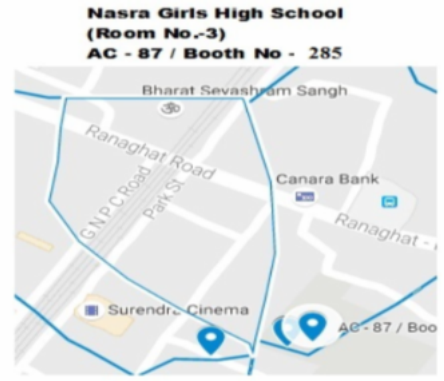 Nasra Girls High School
(Room No.-3)
AC - 87 / Booth No - 285
Bharat Sevashram Sangh
Ranaghat Road
GNPC Road
Park St
Canara Bank
Ranaghat -
Surendra Cinema
AC - 87 / Boo